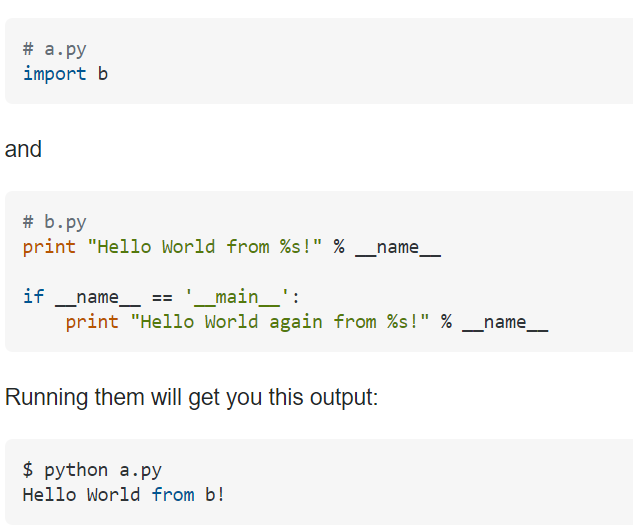 # a.py
import b
and
# b.py
print "Hello World from %s!" % __name__
if __name__ == '__main__':
    print "Hello World again from %s!" % __name__
Running them will get you this output:
$ python a.py
Hello World from b!